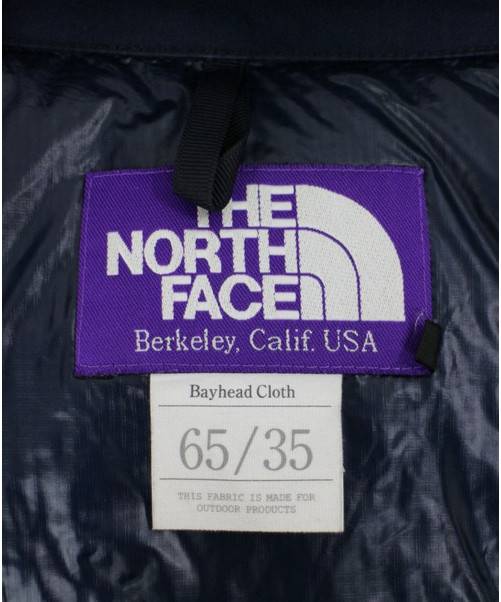 THE
NORTH
FACE
Berkeley, Calif. USA
Bayhead Cloth
65/35
THIS FABRIC IS MADE FOR
OUTDOOR PRODUCTS